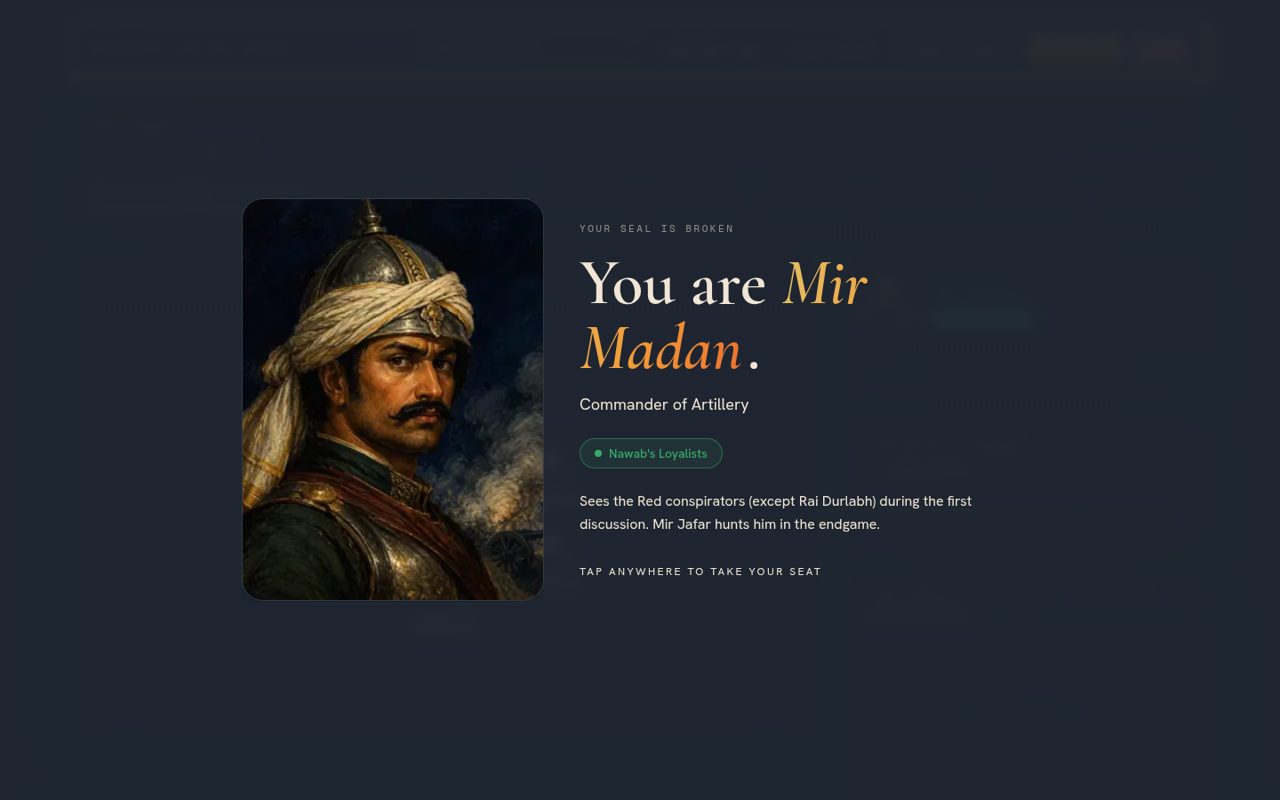 YOUR SEAL IS BROKEN
You are Mir
Madan.
Commander of Artillery
Nawab's Loyalists
Sees the Red conspirators (except Rai Durlabh) during the first
discussion. Mir Jafar hunts him in the endgame.
TAP ANYWHERE TO TAKE YOUR SEAT